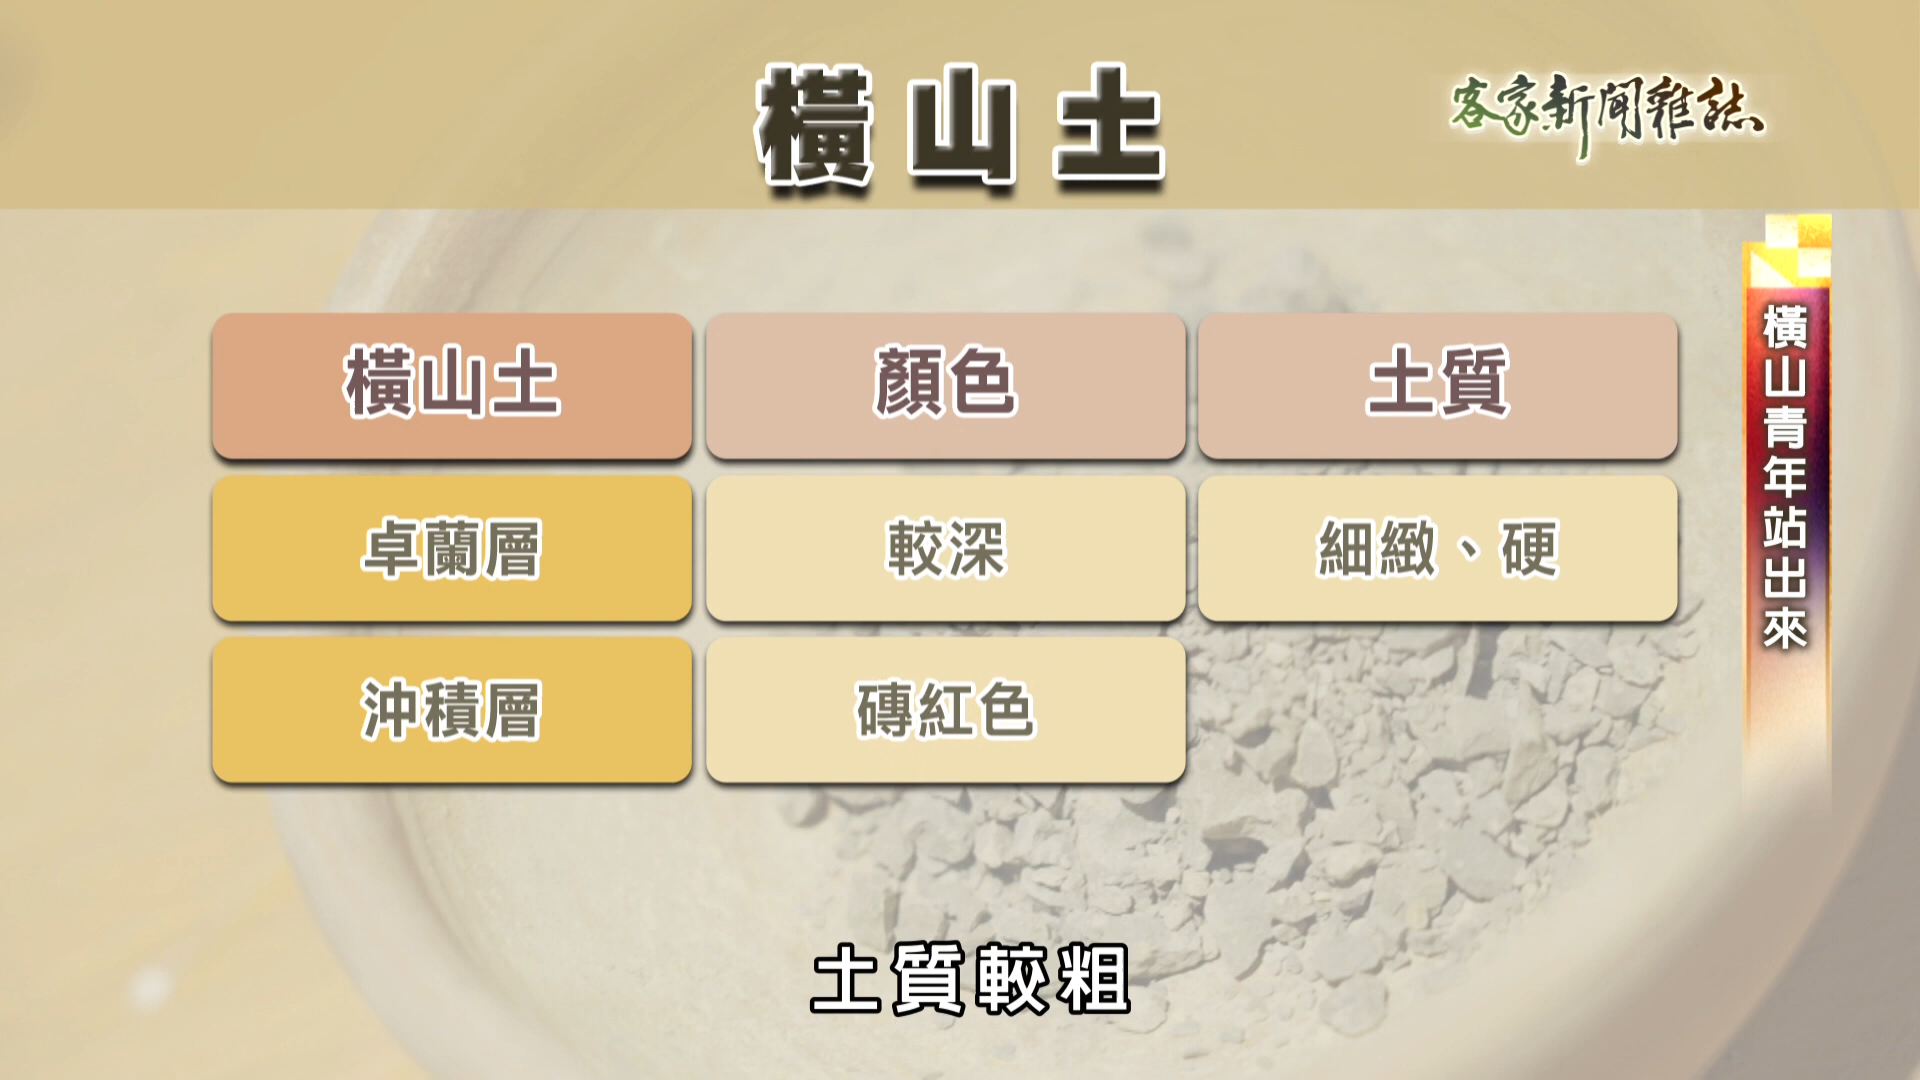 橫山土
客家新聞雜誌
橫山土 顏色 土質
卓蘭層 較深 細緻、硬
沖積層 磚紅色
橫山青年站出來
土質較粗